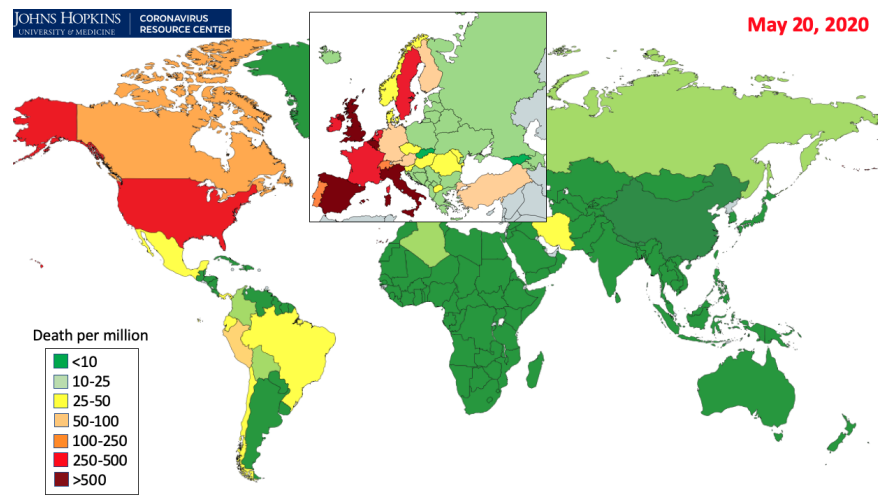 JOHNS HOPKINS
UNIVERSITY & MEDICINE
CORONAVIRUS
RESOURCE CENTER
May 20, 2020
Death per million
<10
10-25
25-50
50-100
100-250
250-500
>500